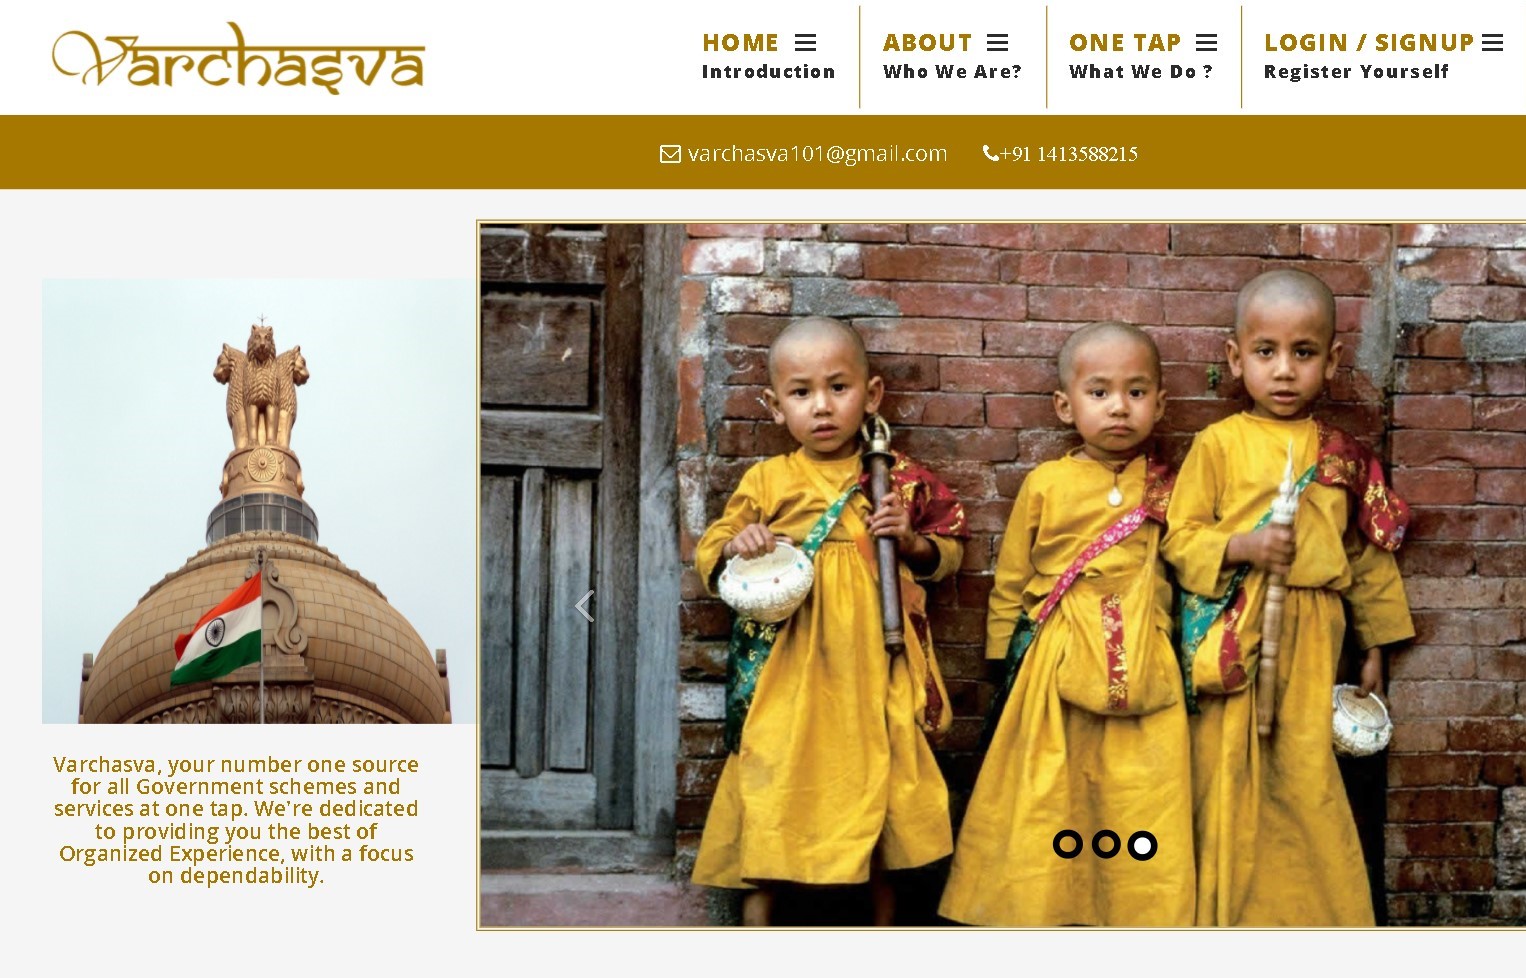 Varchasva
HOME
Introduction
ABOUT
Who We Are?
ONE TAP
What We Do ?
LOGIN / SIGNUP
Register Yourself
varchasva101@gmail.com
+91 1413588215
Varchasva, your number one source
for all Government schemes and
services at one tap. We're dedicated
to providing you the best of
Organized Experience, with a focus
on dependability.